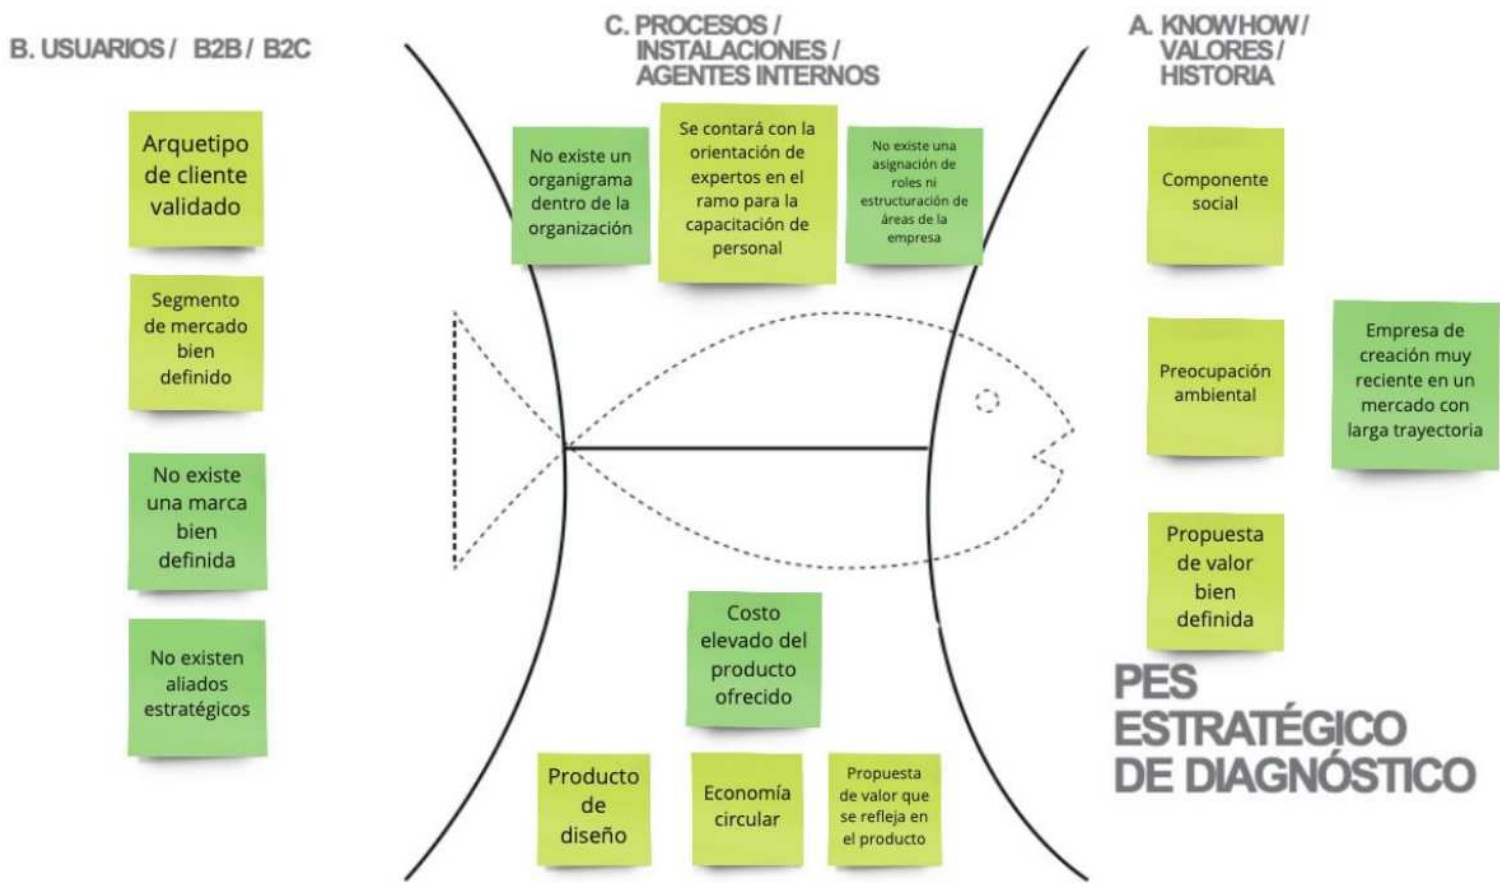 B. USUARIOS / B2B / B2C
Arquetipo
de cliente
validado
Segmento
de mercado
bien
definido
No existe
una marca
bien
definida
No existen
aliados
estratégicos
C. PROCESOS /
INSTALACIONES /
AGENTES INTERNOS
No existe un
organigrama
dentro de la
organización
Se contará con la
orientación de
expertos en el
ramo para la
capacitación de
personal
No existe una
asignación de
roles ni
estructuración de
áreas de la
empresa
Costo
elevado del
producto
ofrecido
Producto
de
diseño
Economía
circular
Propuesta
de valor que
se refleja en
el producto
A. KNOWHOW /
VALORES /
HISTORIA
Componente
social
Preocupación
ambiental
Empresa de
creación muy
reciente en un
mercado con
larga trayectoria
Propuesta
de valor
bien
definida
PES
ESTRATÉGICO
DE DIAGNÓSTICO